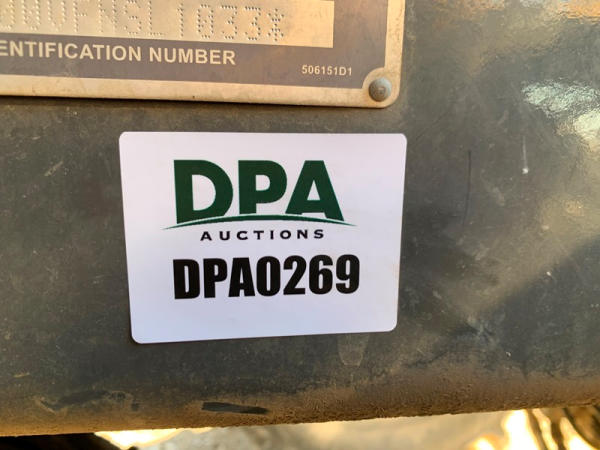 ENTIFICATION NUMBER
506151D1
DPA
AUCTIONS
DPA0269